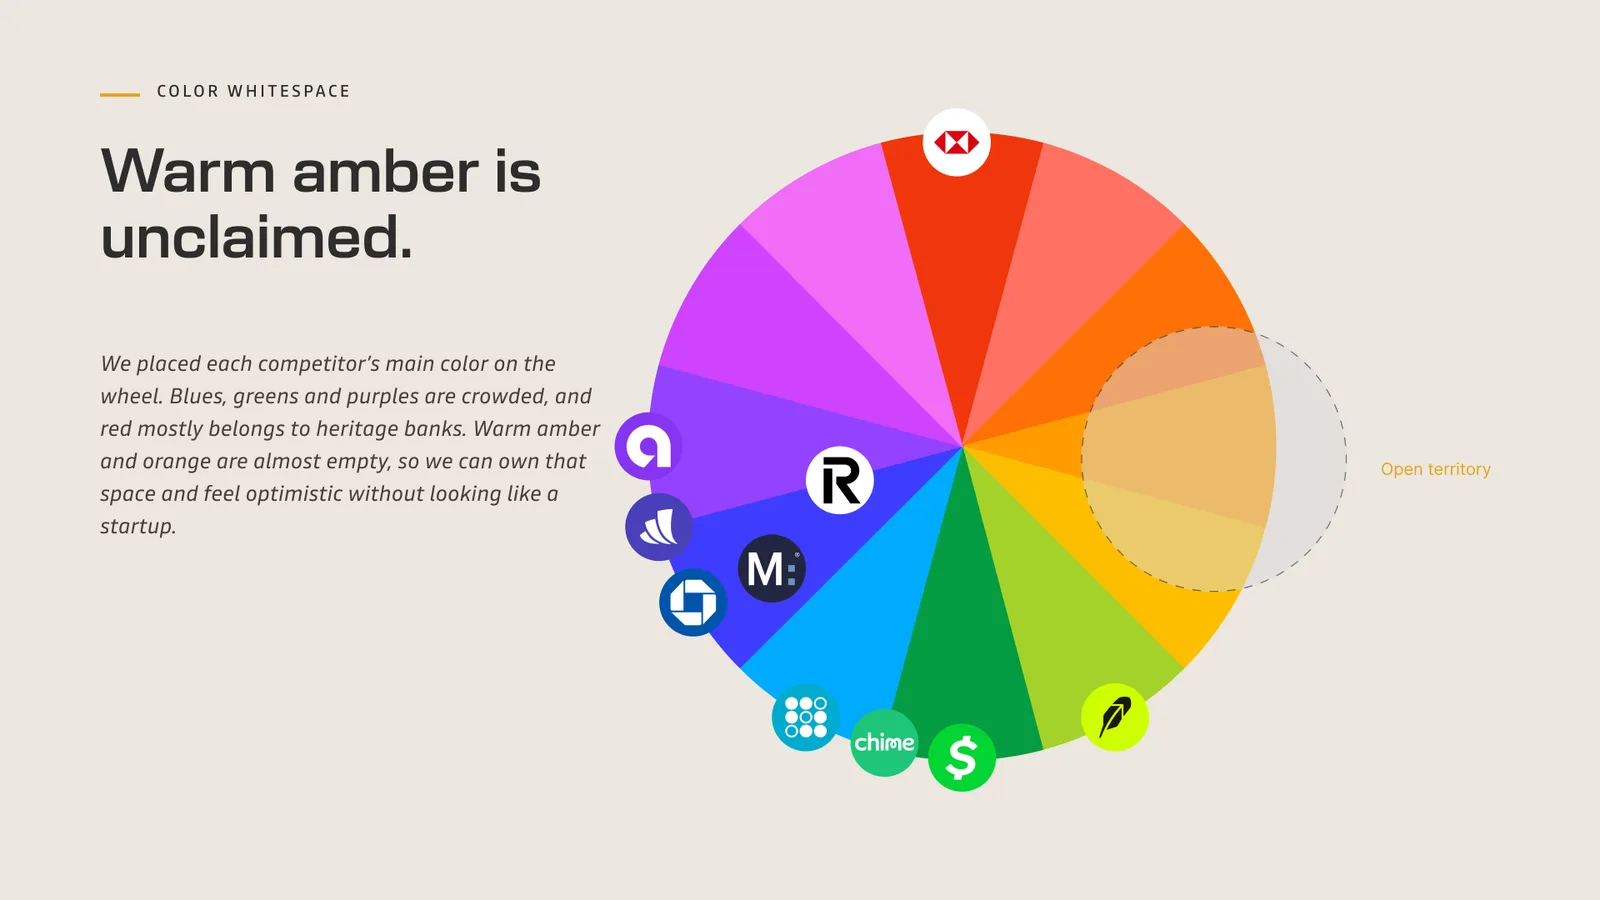 COLOR WHITESPACE
Warm amber is
unclaimed.
We placed each competitor’s main color on the
wheel. Blues, greens and purples are crowded, and
red mostly belongs to heritage banks. Warm amber
and orange are almost empty, so we can own that
space and feel optimistic without looking like a
startup.
a
R
M:®
chime
$
Open territory